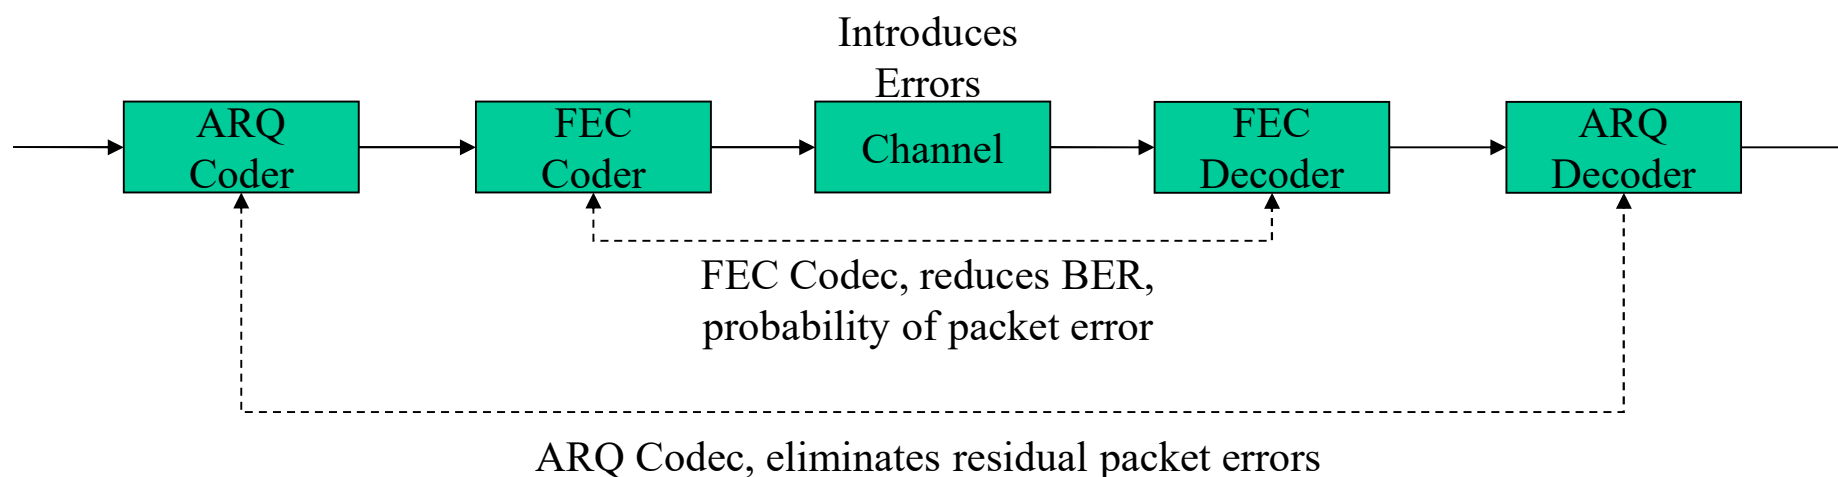 Introduces
Errors
ARQ
Coder
FEC
Coder
Channel
FEC
Decoder
ARQ
Decoder
FEC Codec, reduces BER,
probability of packet error
ARQ Codec, eliminates residual packet errors